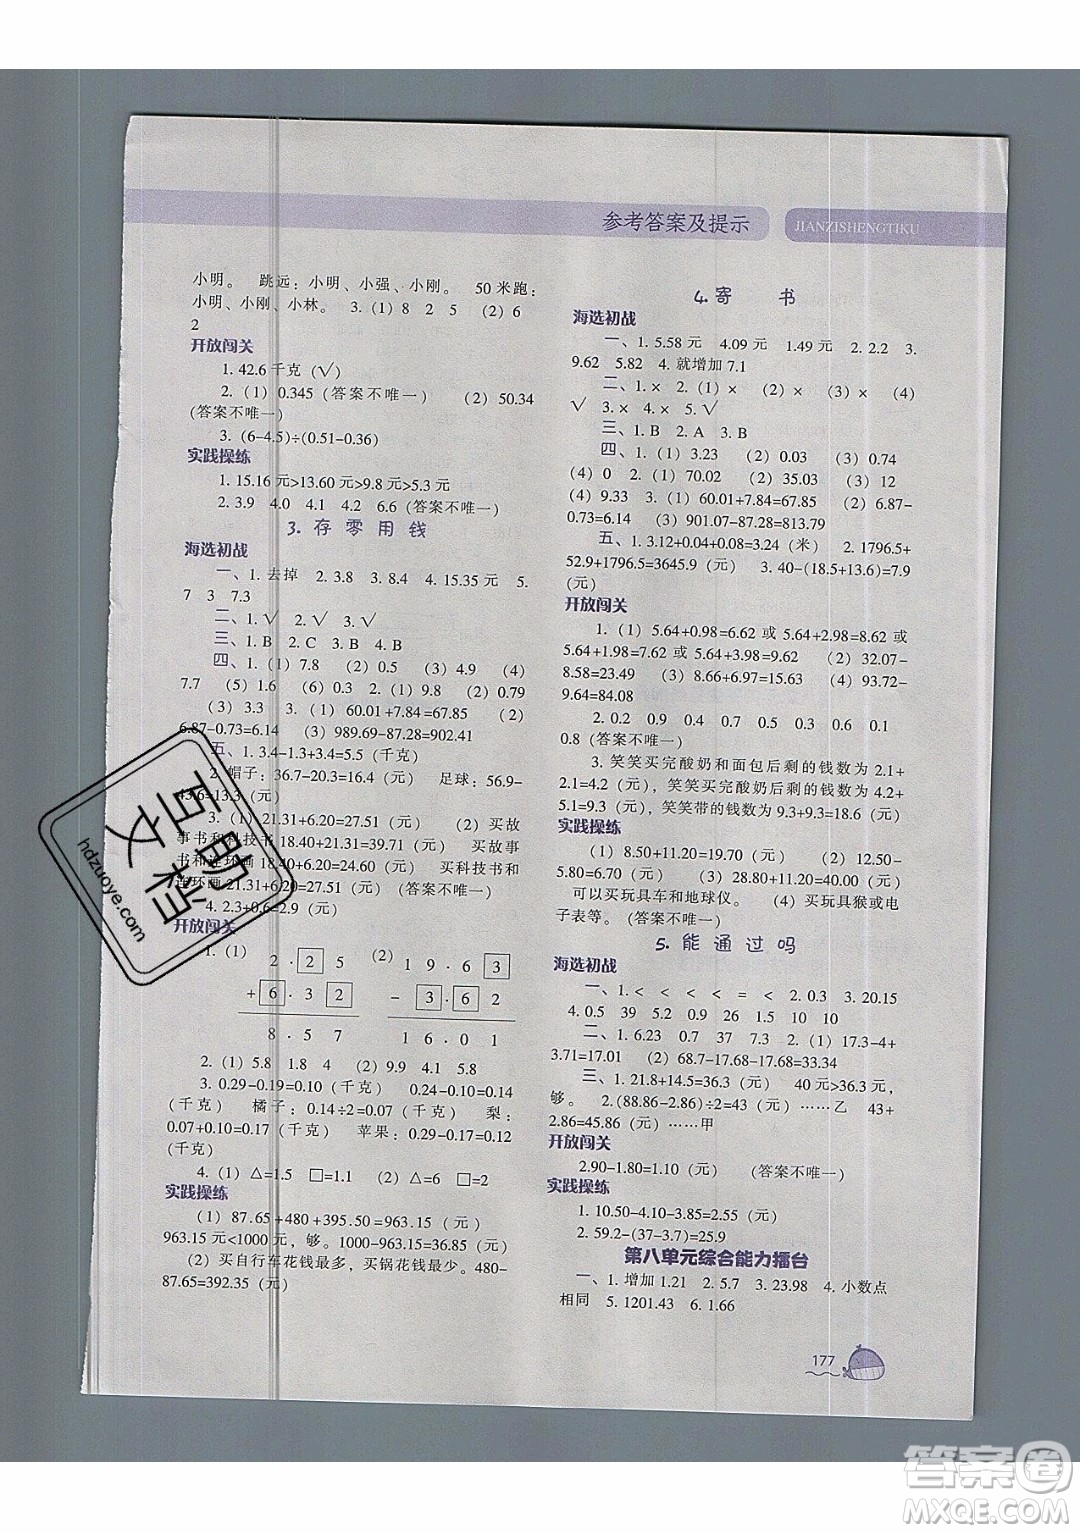 参考答案及提示
JIANZISHENGTIKU
小明。 跳远：小明、小强、小刚。 50 米跑：
小明、小刚、小林。 3. (1) 8 2 5 (2) 6
2
开放闯关
1. 42.6 千克 (√)
2. (1) 0.345 (答案不唯一) (2) 50.34
(答案不唯一)
3. (6-4.5)÷(0.51-0.36)
实践操练
1. 15.16 元>13.60 元>9.8 元>5.3 元
2. 3.9 4.0 4.1 4.2 6.6 (答案不唯一)
3. 存 零 用 钱
海选初战
一、1. 去掉 2. 3.8 3. 3.85 4. 15.35 元 5.
7 3 7.3
二、1. √ 2. √ 3. √
三、1. B 2. C 3. B 4. B
四、1. (1) 7.8 (2) 0.5 (3) 4.9 (4)
7.7 (5) 1.6 (6) 0.3 2. (1) 9.8 (2) 0.79
(3) 3.3 3. (1) 60.01+7.84=67.85 (2)
6.87-0.73=6.14 (3) 989.69-87.28=902.41
五、1. 3.4-1.3+3.4=5.5 (千克)
2. 帽子：36.7-20.3=16.4 (元) 足球：56.9-
43.6=13.3 (元)
3. (1) 21.31+6.20=27.51 (元) (2) 买故
事书和科技书 18.40+21.31=39.71 (元) 买故事
书和连环画 18.40+6.20=24.60 (元) 买科技书和
连环画 21.31+6.20=27.51 (元) (答案不唯一)
4. 2.3+0.6=2.9 (元)
开放闯关
1. (1) 2 . 2 5 (2) 1 9 . 6 3
+ 6 . 3 2 - 3 . 6 2
8 . 5 7 1 6 . 0 1
2. (1) 5.8 1.8 4 (2) 9.9 4.1 5.8
3. 0.29-0.19=0.10 (千克) 0.24-0.10=0.14
(千克) 橘子：0.14÷2=0.07 (千克) 梨：
0.07+0.10=0.17 (千克) 苹果：0.29-0.17=0.12
(千克)
4. (1) △=1.5 □=1.1 (2) △=6 □=2
实践操练
(1) 87.65+480+395.50=963.15 (元)
963.15 元<1000 元，够。 1000-963.15=36.85 (元)
(2) 买自行车花钱最多，买锅花钱最少。480-
87.65=392.35 (元)
4. 寄 书
海选初战
一、1. 5.58 元 4.09 元 1.49 元 2. 2.2 3.
9.62 5.82 4. 就增加 7.1
二、1. × 2. (1) × (2) × (3) × (4)
√ 3. × 4. × 5. √
三、1. B 2. A 3. B
四、1. (1) 3.23 (2) 0.03 (3) 0.74
(4) 0 2. (1) 70.02 (2) 35.03 (3) 12
(4) 9.33 3. (1) 60.01+7.84=67.85 (2) 6.87-
0.73=6.14 (3) 901.07-87.28=813.79
五、1. 3.12+0.04+0.08=3.24 (米) 2. 1796.5+
52.9+1796.5=3645.9 (元) 3. 40-(18.5+13.6)=7.9
(元)
开放闯关
1. (1) 5.64+0.98=6.62 或 5.64+2.98=8.62 或
5.64+1.98=7.62 或 5.64+3.98=9.62 (2) 32.07-
8.58=23.49 (3) 8.98+6.97=15.95 (4) 93.72-
9.64=84.08
2. 0.2 0.9 0.4 0.7 0.5 0.3 0.6 0.1
0.8 (答案不唯一)
3. 笑笑买完酸奶和面包后剩的钱数为 2.1+
2.1=4.2 (元)，笑笑买完酸奶后剩的钱数为 4.2+
5.1=9.3 (元)，笑笑带的钱数为 9.3+9.3=18.6 (元)
实践操练
(1) 8.50+11.20=19.70 (元) (2) 12.50-
5.80=6.70 (元) (3) 28.80+11.20=40.00 (元)
可以买玩具车和地球仪。 (4) 买玩具猴或电
子表等。 (答案不唯一)
5. 能 通 过 吗
海选初战
一、1. < < < < = < 2. 0.3 3. 20.15
4. 0.5 39 5.2 0.9 26 1.5 10 10
二、1. 6.23 0.7 37 7.3 2. (1) 17.3-4+
3.71=17.01 (2) 68.7-17.68-17.68=33.34
三、1. 21.8+14.5=36.3 (元) 40 元>36.3 元，
够。 2. (88.86-2.86)÷2=43 (元) ……乙 43+
2.86=45.86 (元) ……甲
开放闯关
2.90-1.80=1.10 (元) (答案不唯一)
实践操练
1. 10.50-4.10-3.85=2.55 (元)
2. 59.2-(37-3.7)=25.9
第八单元综合能力擂台
一、1. 增加 1.21 2. 5.7 3. 23.98 4. 小数点
相同 5. 1201.43 6. 1.66
177
百文档
hdzuoye.com
答案圈
MXQE.COM